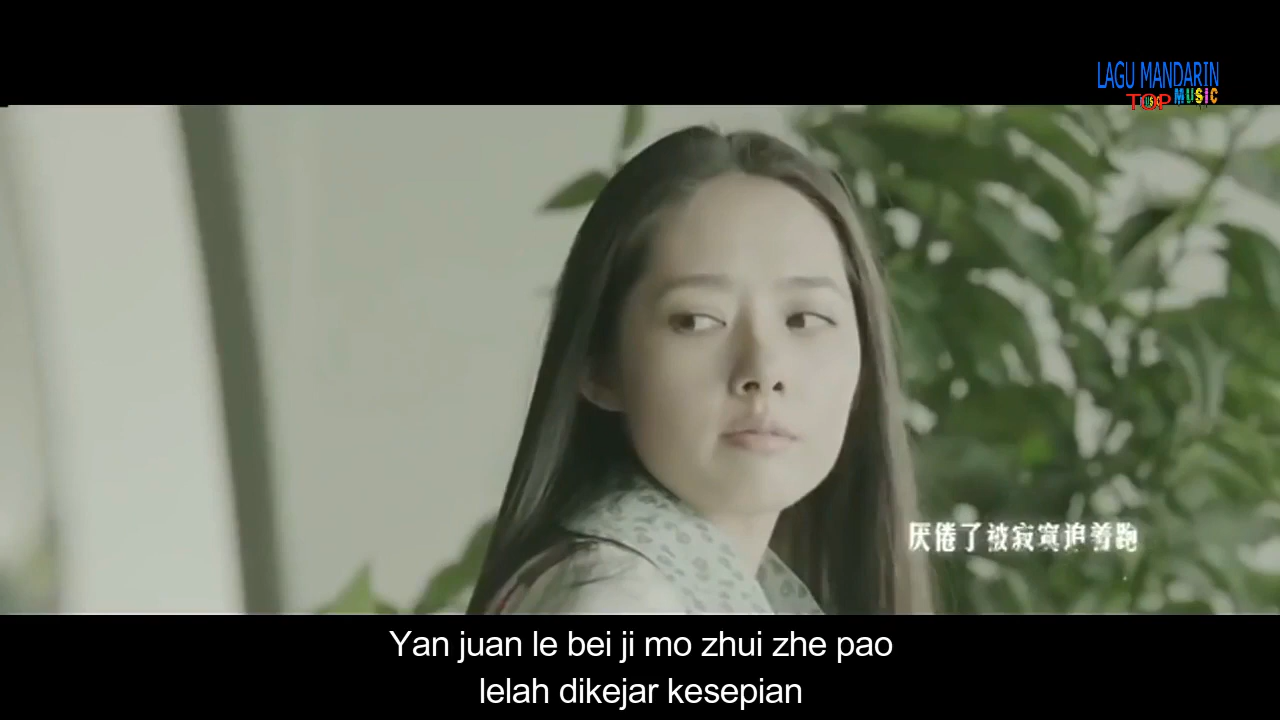 LAGU MANDARIN
TOP MUSIC
厌倦了被寂寞追着跑
Yan juan le bei ji mo zhui zhe pao
lelah dikejar kesepian